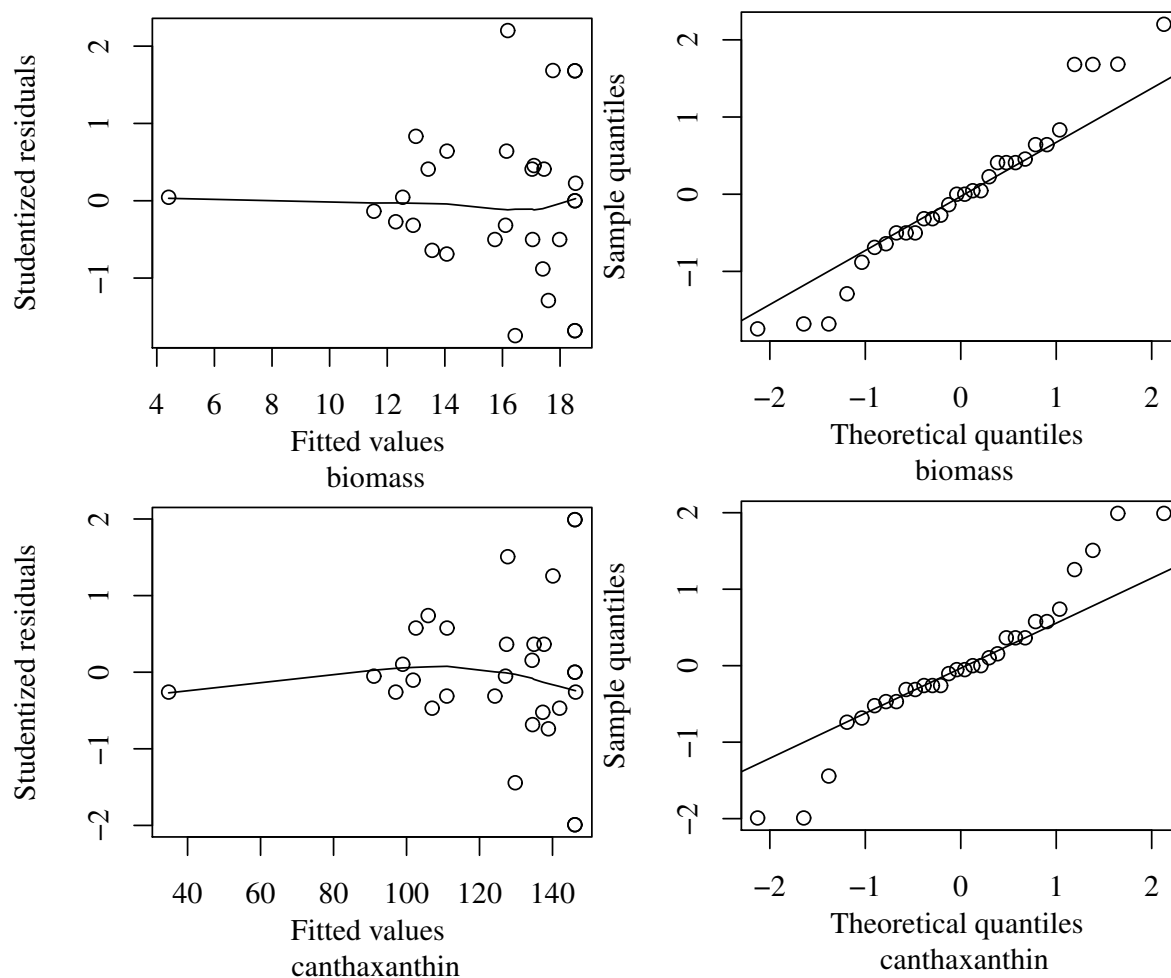 Studentized residuals
2
1
0
−1
4 6 8 10 12 14 16 18
Fitted values
biomass
Sample quantiles
2
1
0
−1
−2 −1 0 1 2
Theoretical quantiles
biomass
Studentized residuals
2
1
0
−1
−2
40 60 80 100 120 140
Fitted values
canthaxanthin
Sample quantiles
2
1
0
−1
−2
−2 −1 0 1 2
Theoretical quantiles
canthaxanthin